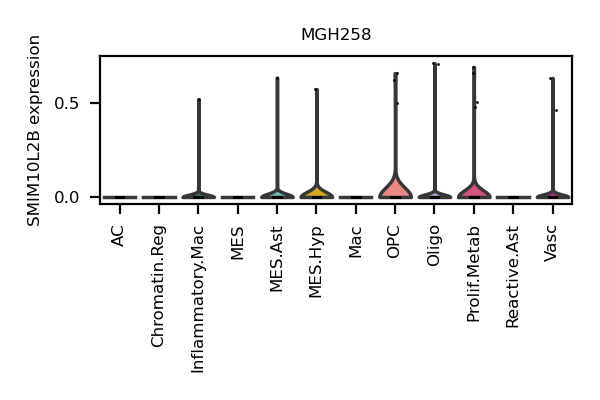 MGH258
SMIM10L2B expression
0.5
0.0
AC
Chromatin.Reg
Inflammatory.Mac
MES
MES.Ast
MES.Hyp
Mac
OPC
Oligo
Prolif.Metab
Reactive.Ast
Vasc